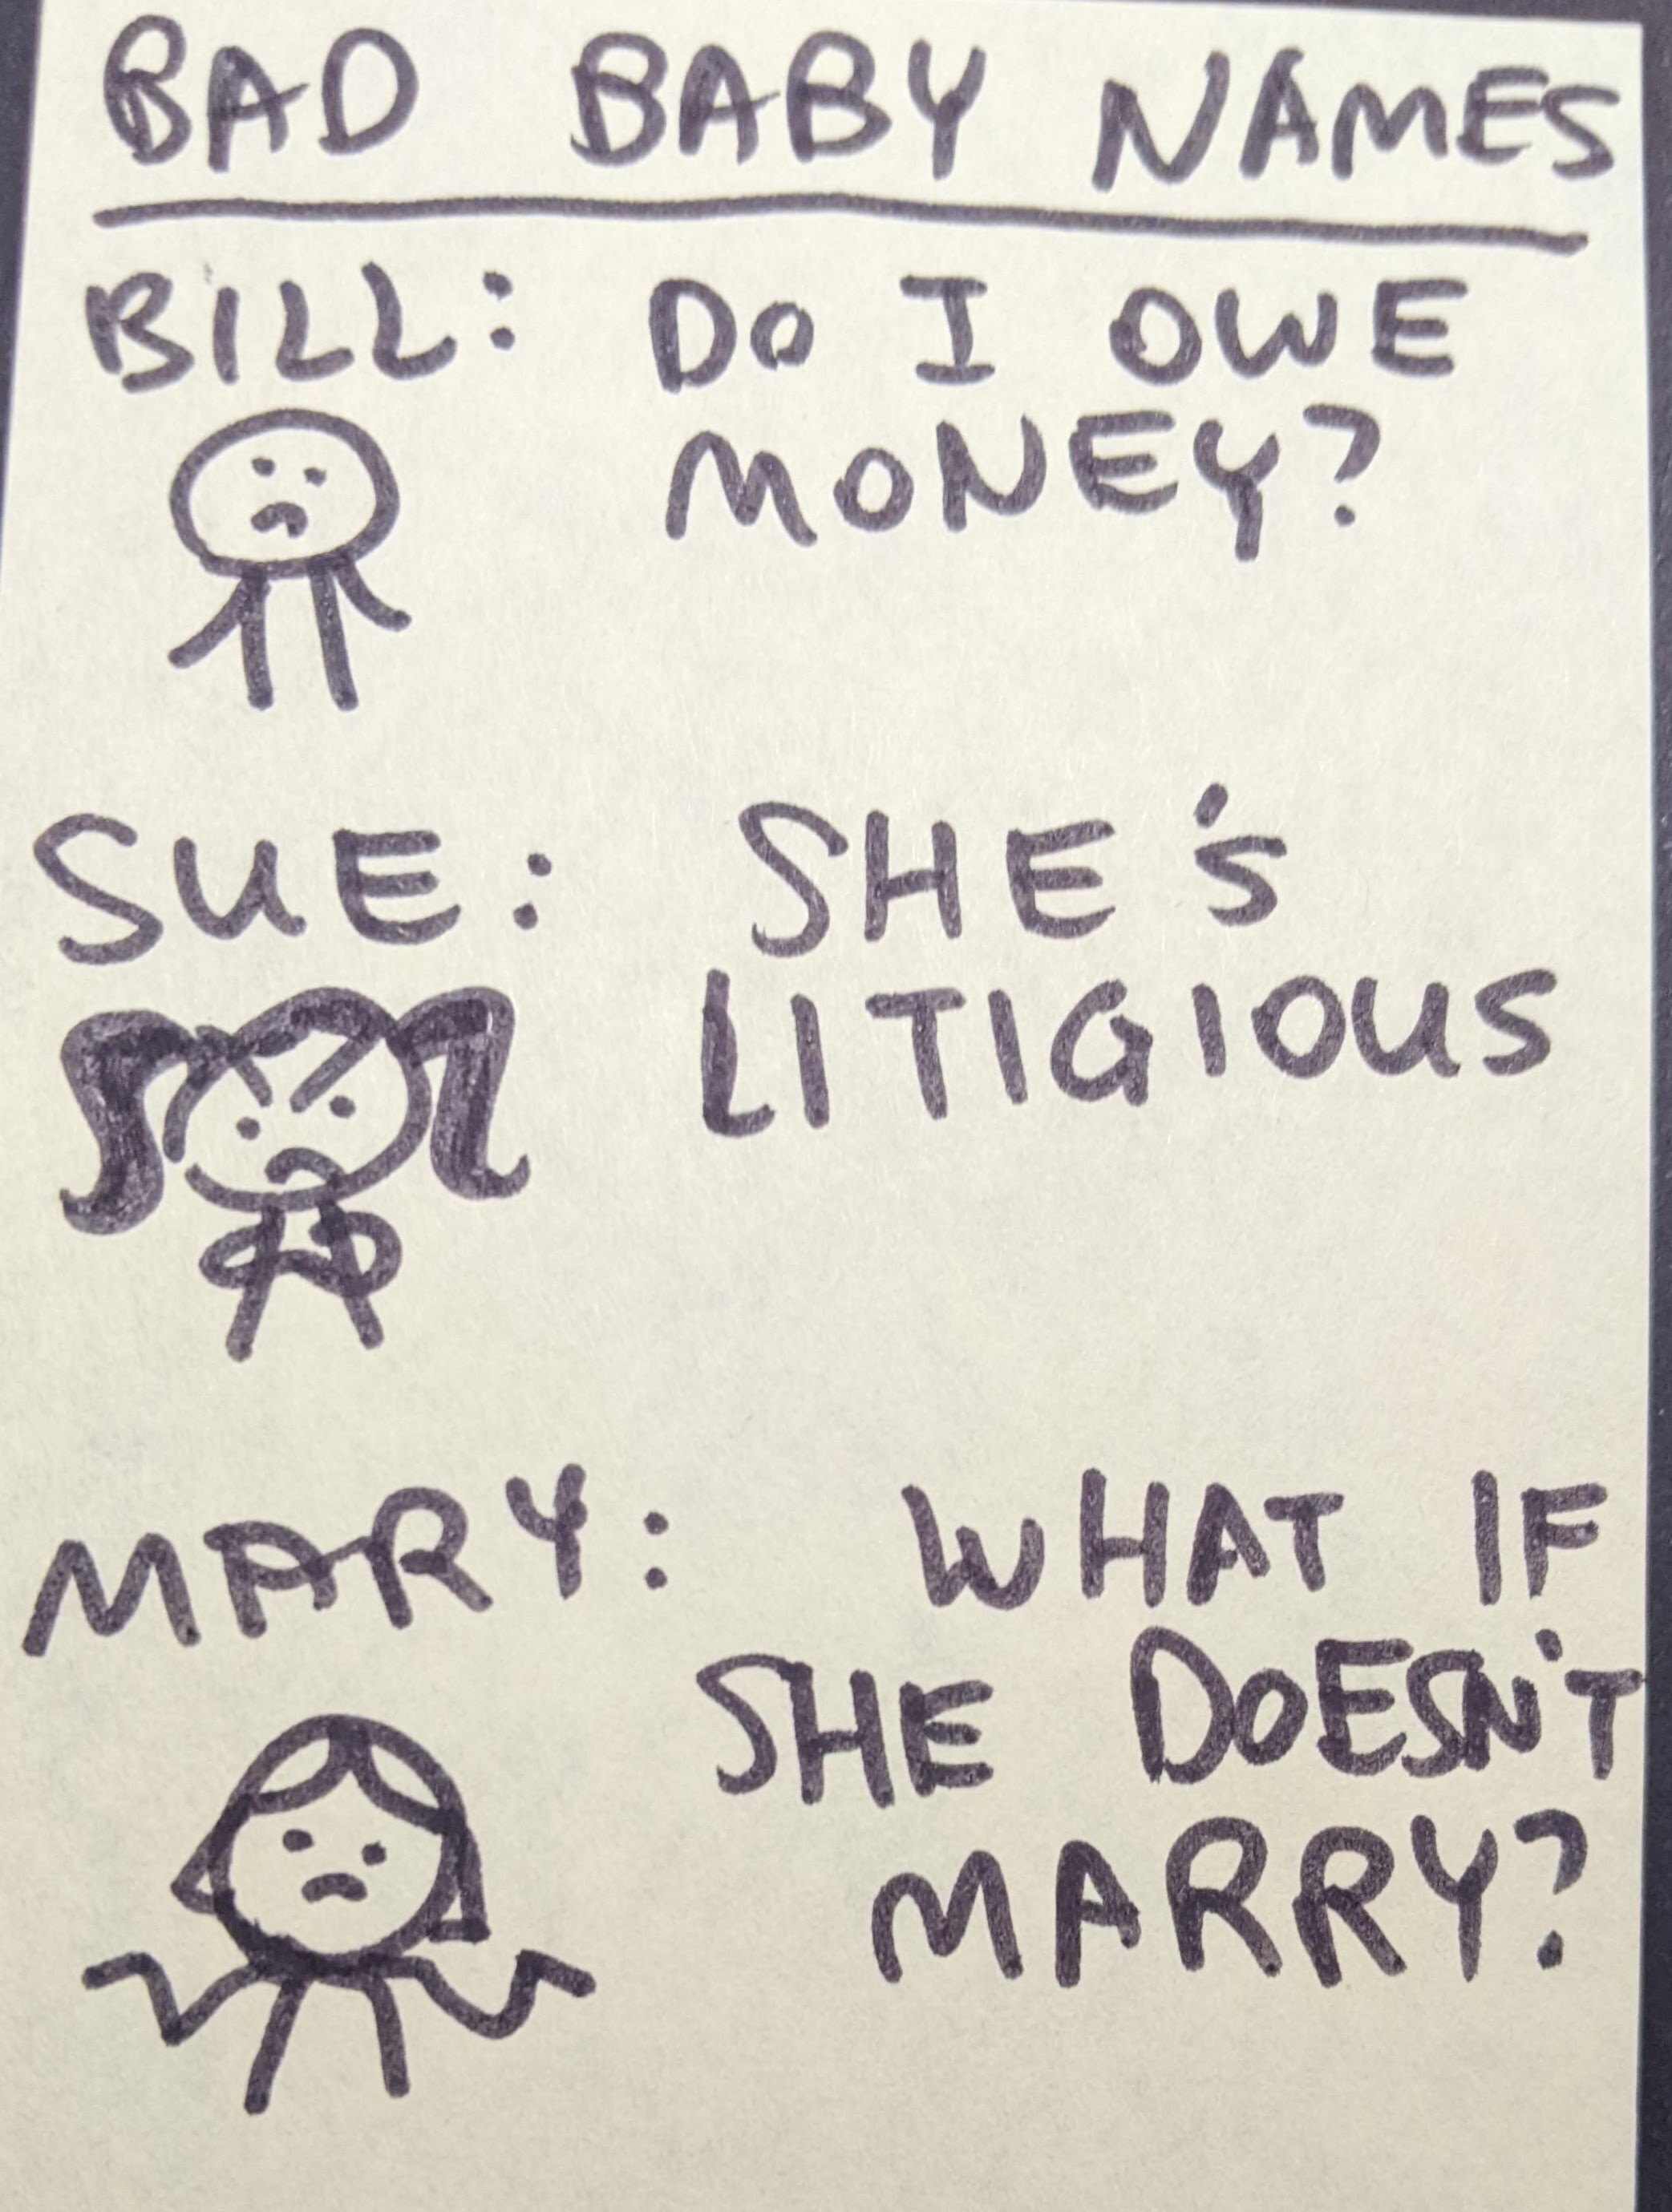 BAD BABY NAMES
BILL: DO I OWE
MONEY?
SUE: SHE'S
LITIGIOUS
MARY: WHAT IF
SHE DOESN'T
MARRY?